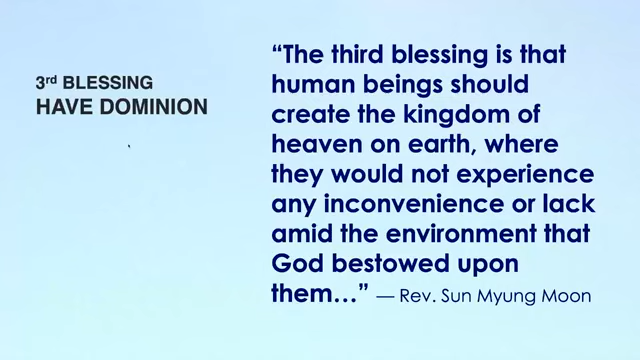 3rd BLESSING
HAVE DOMINION
“The third blessing is that
human beings should
create the kingdom of
heaven on earth, where
they would not experience
any inconvenience or lack
amid the environment that
God bestowed upon
them…” — Rev. Sun Myung Moon